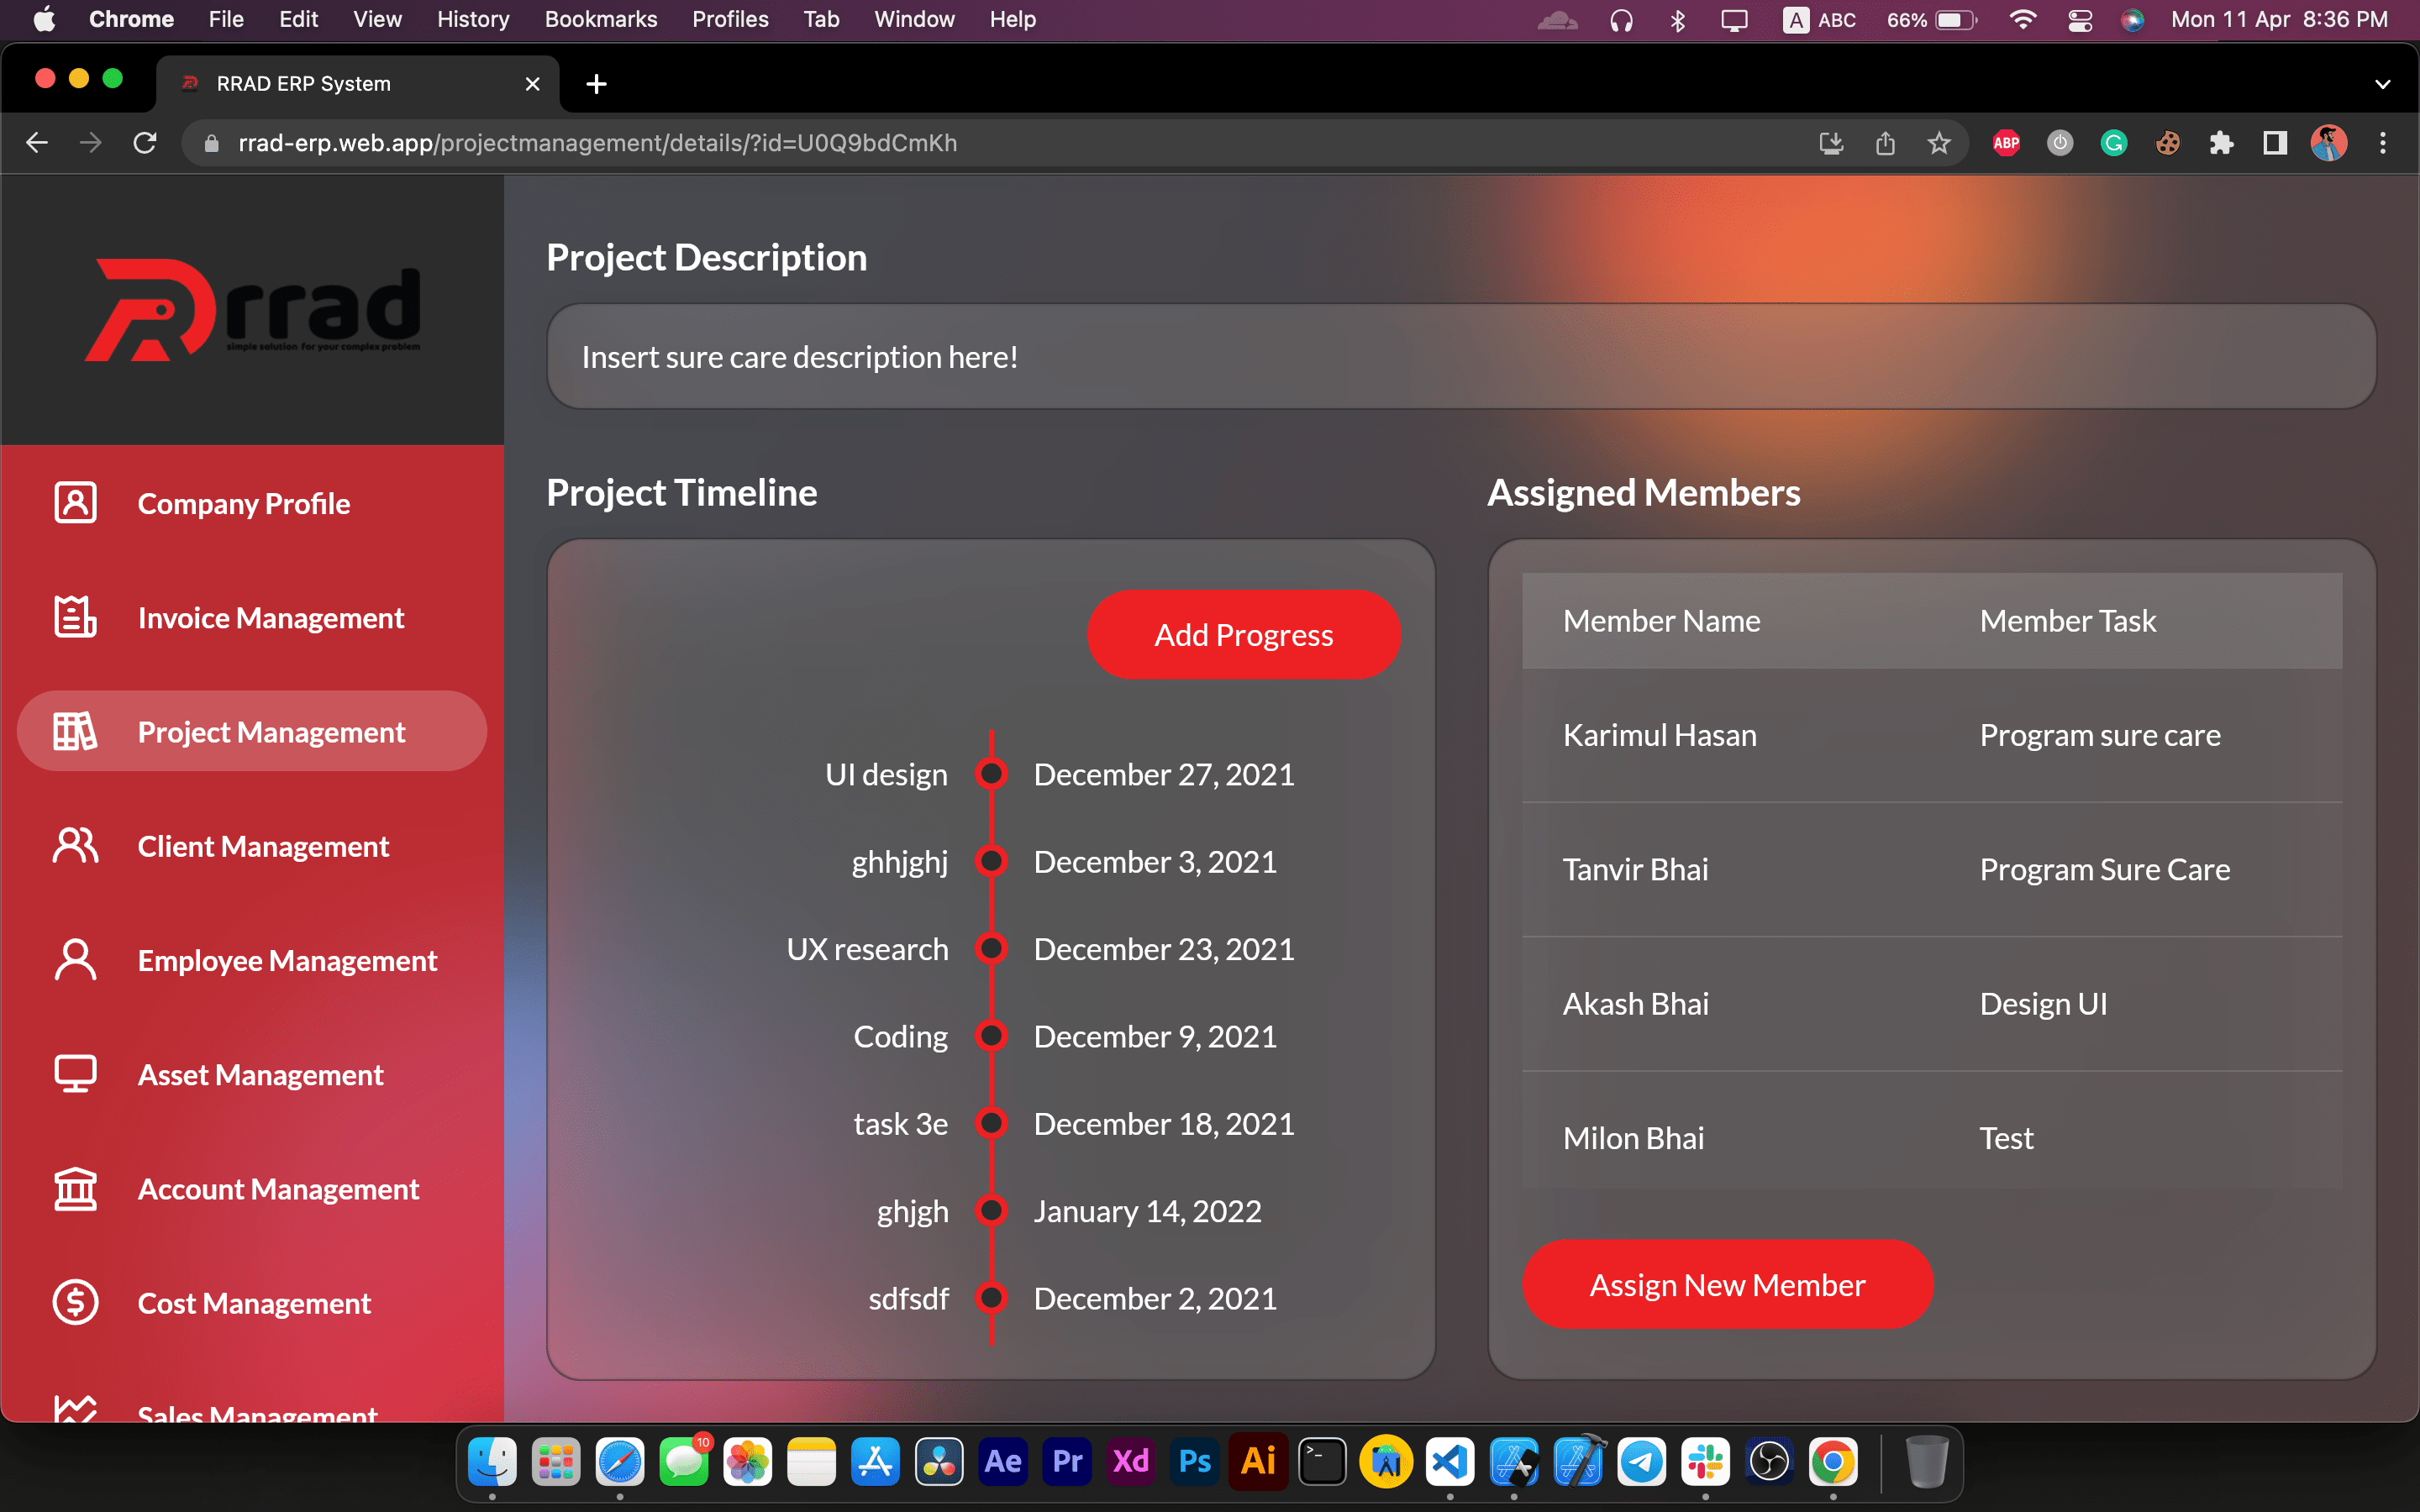 Chrome File Edit View History Bookmarks Profiles Tab Window Help A ABC 66% Mon 11 Apr 8:36 PM
RRAD ERP System
rrad-erp.web.app/projectmanagement/details/?id=U0Q9bdCmKh
ABP
rrad
simple solution for your complex problem
Company Profile
Invoice Management
Project Management
Client Management
Employee Management
Asset Management
Account Management
Cost Management
Sales Management
Project Description
Insert sure care description here!
Project Timeline
Add Progress
UI design December 27, 2021
ghhjghj December 3, 2021
UX research December 23, 2021
Coding December 9, 2021
task 3e December 18, 2021
ghjgh January 14, 2022
sdfsdf December 2, 2021
Assigned Members
Member Name Member Task
Karimul Hasan Program sure care
Tanvir Bhai Program Sure Care
Akash Bhai Design UI
Milon Bhai Test
Assign New Member
10
Ae Pr Xd Ps Ai